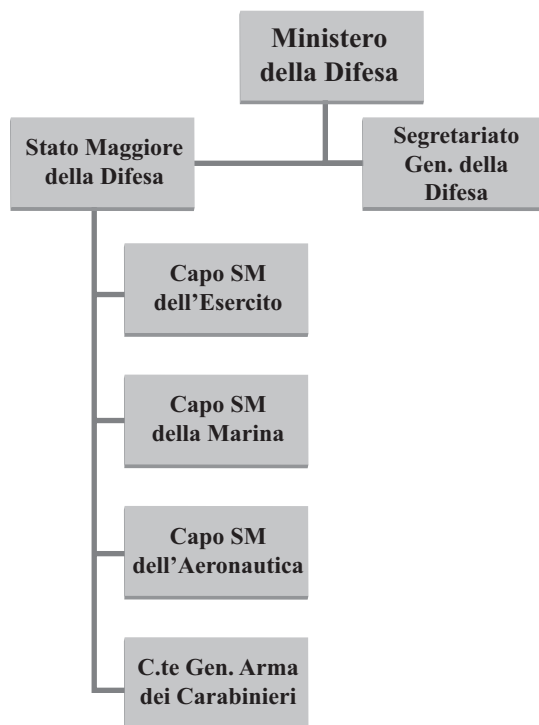 Ministero
della Difesa
Stato Maggiore
della Difesa
Segretariato
Gen. della
Difesa
Capo SM
dell’Esercito
Capo SM
della Marina
Capo SM
dell’Aeronautica
C.te Gen. Arma
dei Carabinieri